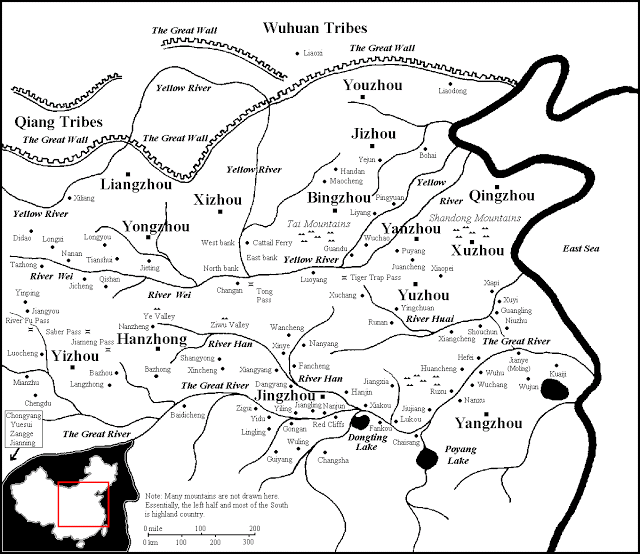 Wuhuan Tribes
The Great Wall
The Great Wall
Liaoxi
Youzhou
Liaodong
Yellow River
Qiang Tribes
The Great Wall
The Great Wall
Jizhou
Yejun
Bohai
Handan
Maocheng
Yellow River
Liangzhou
Xiliang
Xizhou
Bingzhou
Pingyuan
Yellow
River
Qingzhou
Yellow River
Yongzhou
Liyang
Tai Mountains
Yanzhou
Shandong Mountains
Didao
Longxi
Longyou
West bank
Cattail Ferry
Wuchao
Guandu
Puyang
Xuzhou
East Sea
Nanan
Tianshui
Jieting
East bank
Yellow River
Juancheng
Tazhong
River Wei
Jicheng
Qishan
North bank
Luoyang
Tiger Trap Pass
Xiaopei
River Wei
Changan
Tong
Pass
Yuzhou
Xiapi
Yinping
Xuchang
Yingchuan
Xuyi
Jiangyou
River Fu Pass
Ye Valley
Nanzheng
Ziwu Valley
Runan
River Huai
Guangling
Niuzhu
Saber Pass
Jiameng Pass
Hanzhong
River Han
Wancheng
Nanyang
Xiangcheng
Shouchun
The Great River
Luocheng
Yizhou
Shangyong
Xinye
Hefei
Jianye
(Moling)
Xincheng
Xiangyang
Fancheng
Huancheng
Wuhu
Kuaiji
Mianzhu
Bazhou
Langzhong
Bazhong
Dangyang
River Han
Jiangxia
Wuchang
Wujun
The Great River
Hanjin
Ruxu
Chengdu
Jingzhou
Nanxu
Baidicheng
Zigui
Yiling
Jiangling
Nanjun
Xiakou
Jiujiang
Yangzhou
Chongyang
Yuesui
Zangge
Jianning
Yidu
Red Cliffs
Lukou
Lingling
Gongan
Fankou
The Great River
Wuling
Dongting
Lake
Chaisang
Poyang
Lake
Guiyang
Changsha
Note: Many mountains are not drawn here.
Essentially, the left half and most of the South
is highland country.
0 mile 100 200
0 km 100 200 300